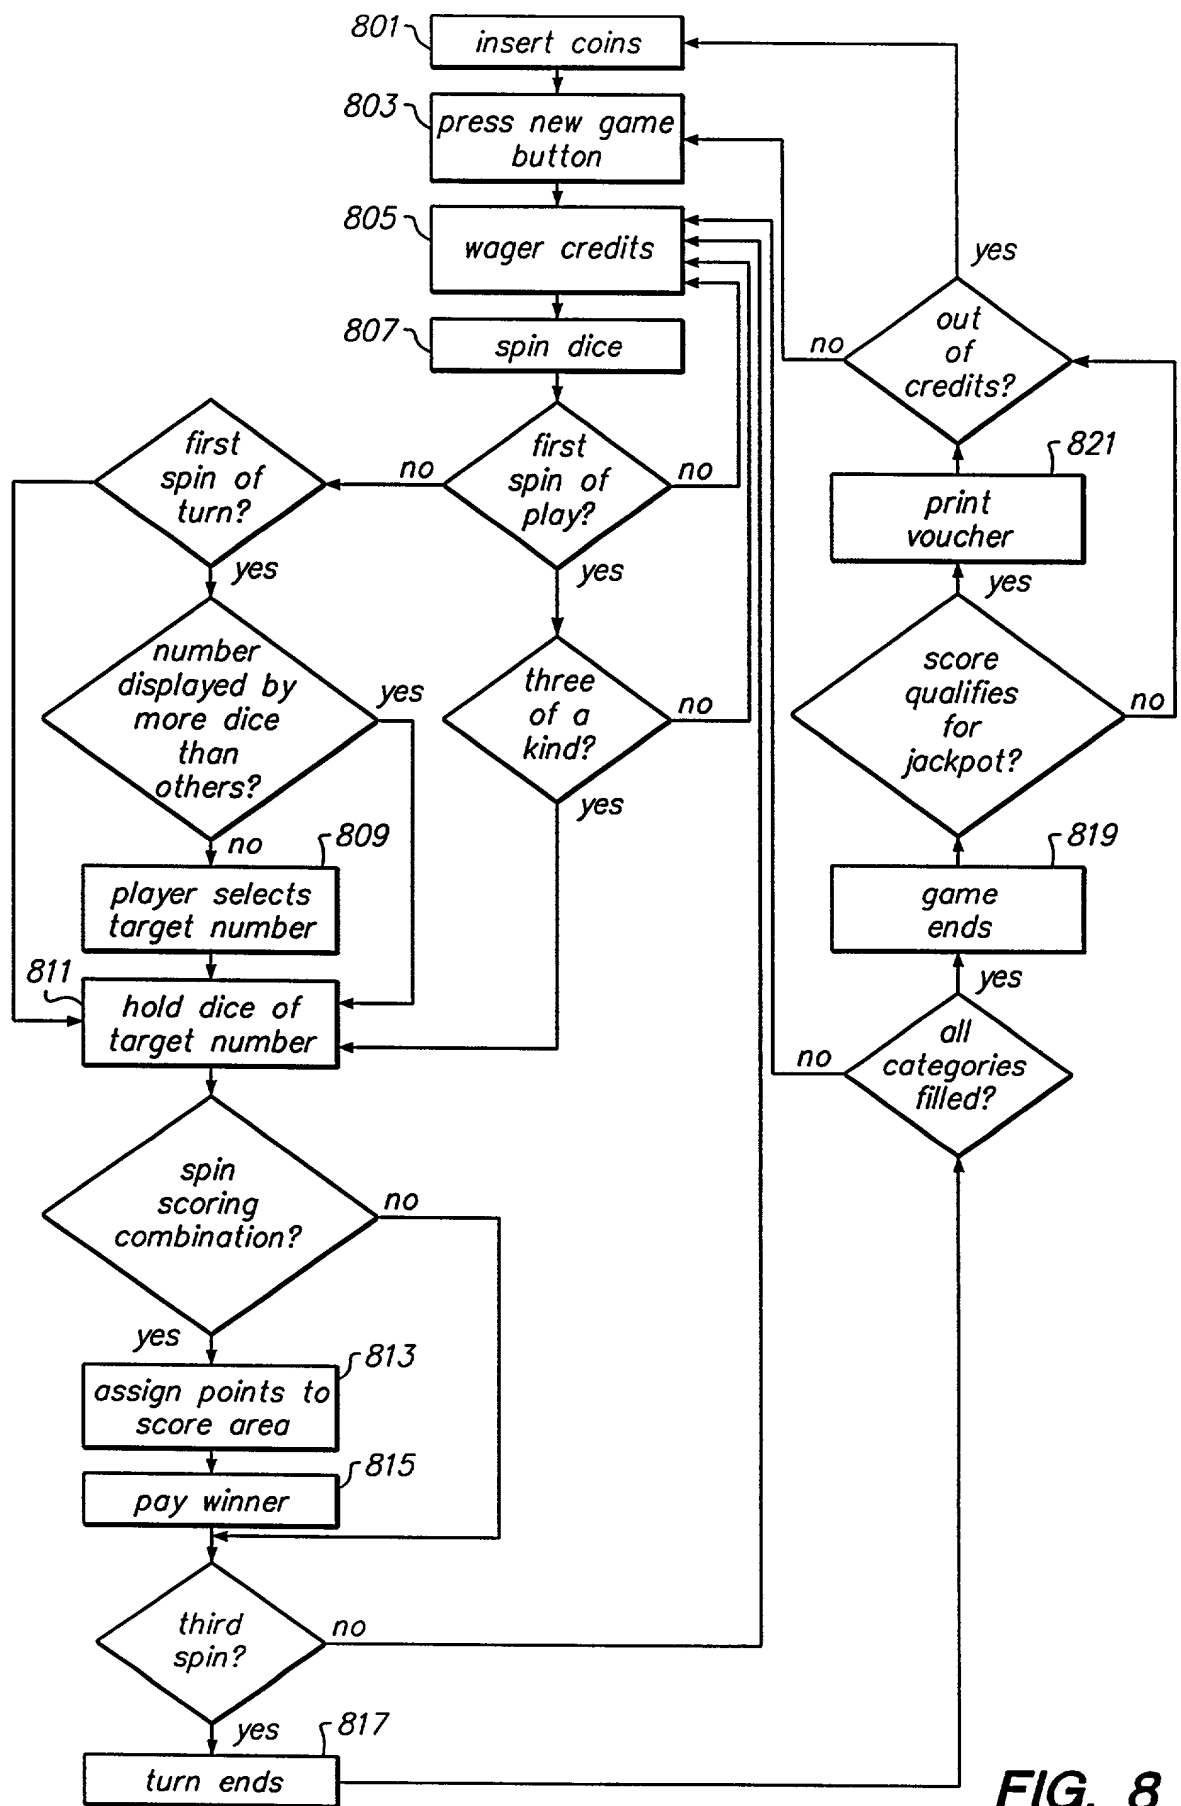 801
insert coins
803
press new game
button
805
wager credits
807
spin dice
first
spin of
turn?
no
first
spin of
play?
no
yes
yes
number
displayed by
more dice
than
others?
yes
three
of a
kind?
no
yes
no
809
player selects
target number
811
hold dice of
target number
spin
scoring
combination?
no
yes
813
assign points to
score area
815
pay winner
third
spin?
no
yes
817
turn ends
yes
out
of
credits?
no
821
print
voucher
yes
score
qualifies
for
jackpot?
no
819
game
ends
yes
all
categories
filled?
no
FIG. 8